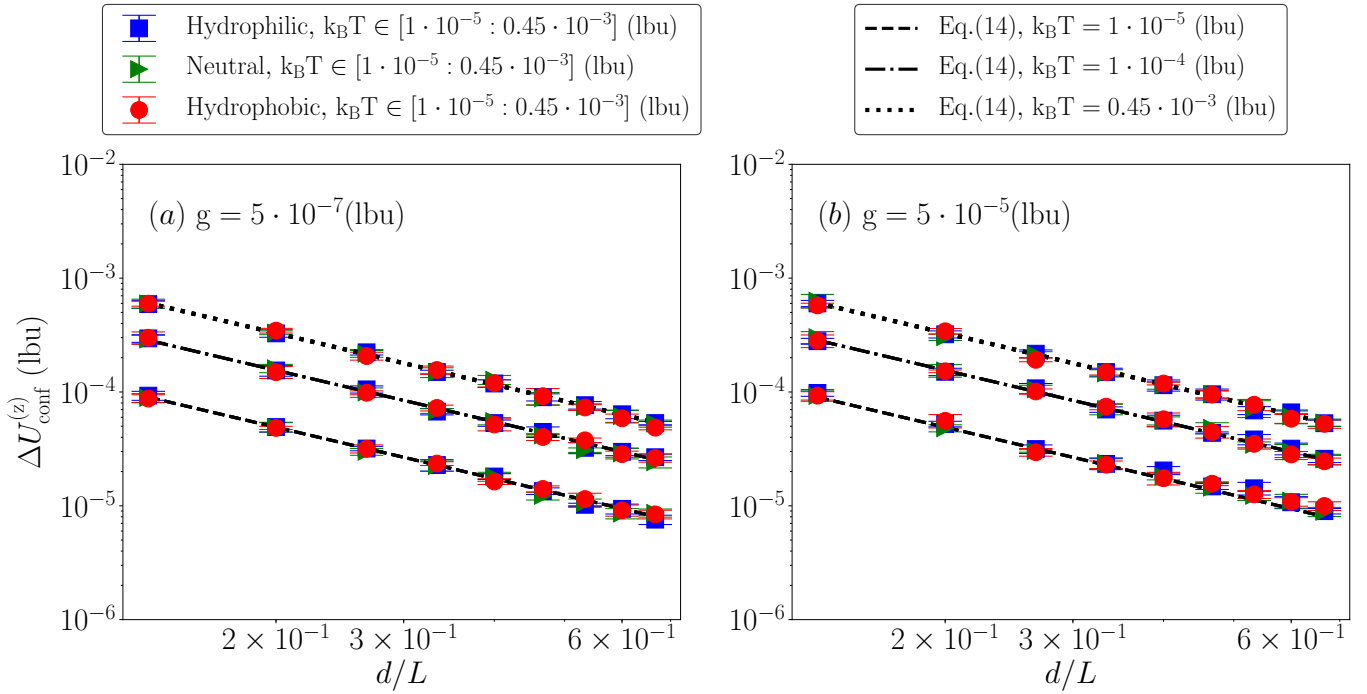 Hydrophilic, k_BT ∈ [1 · 10^{-5} : 0.45 · 10^{-3}] (lbu)
Neutral, k_BT ∈ [1 · 10^{-5} : 0.45 · 10^{-3}] (lbu)
Hydrophobic, k_BT ∈ [1 · 10^{-5} : 0.45 · 10^{-3}] (lbu)
Eq.(14), k_BT = 1 · 10^{-5} (lbu)
Eq.(14), k_BT = 1 · 10^{-4} (lbu)
Eq.(14), k_BT = 0.45 · 10^{-3} (lbu)
ΔU_{conf}^{(z)} (lbu)
10^{-2}
10^{-3}
10^{-4}
10^{-5}
10^{-6}
(a) g = 5 · 10^{-7}(lbu)
2 × 10^{-1}
3 × 10^{-1}
6 × 10^{-1}
d/L
10^{-2}
10^{-3}
10^{-4}
10^{-5}
10^{-6}
(b) g = 5 · 10^{-5}(lbu)
2 × 10^{-1}
3 × 10^{-1}
6 × 10^{-1}
d/L